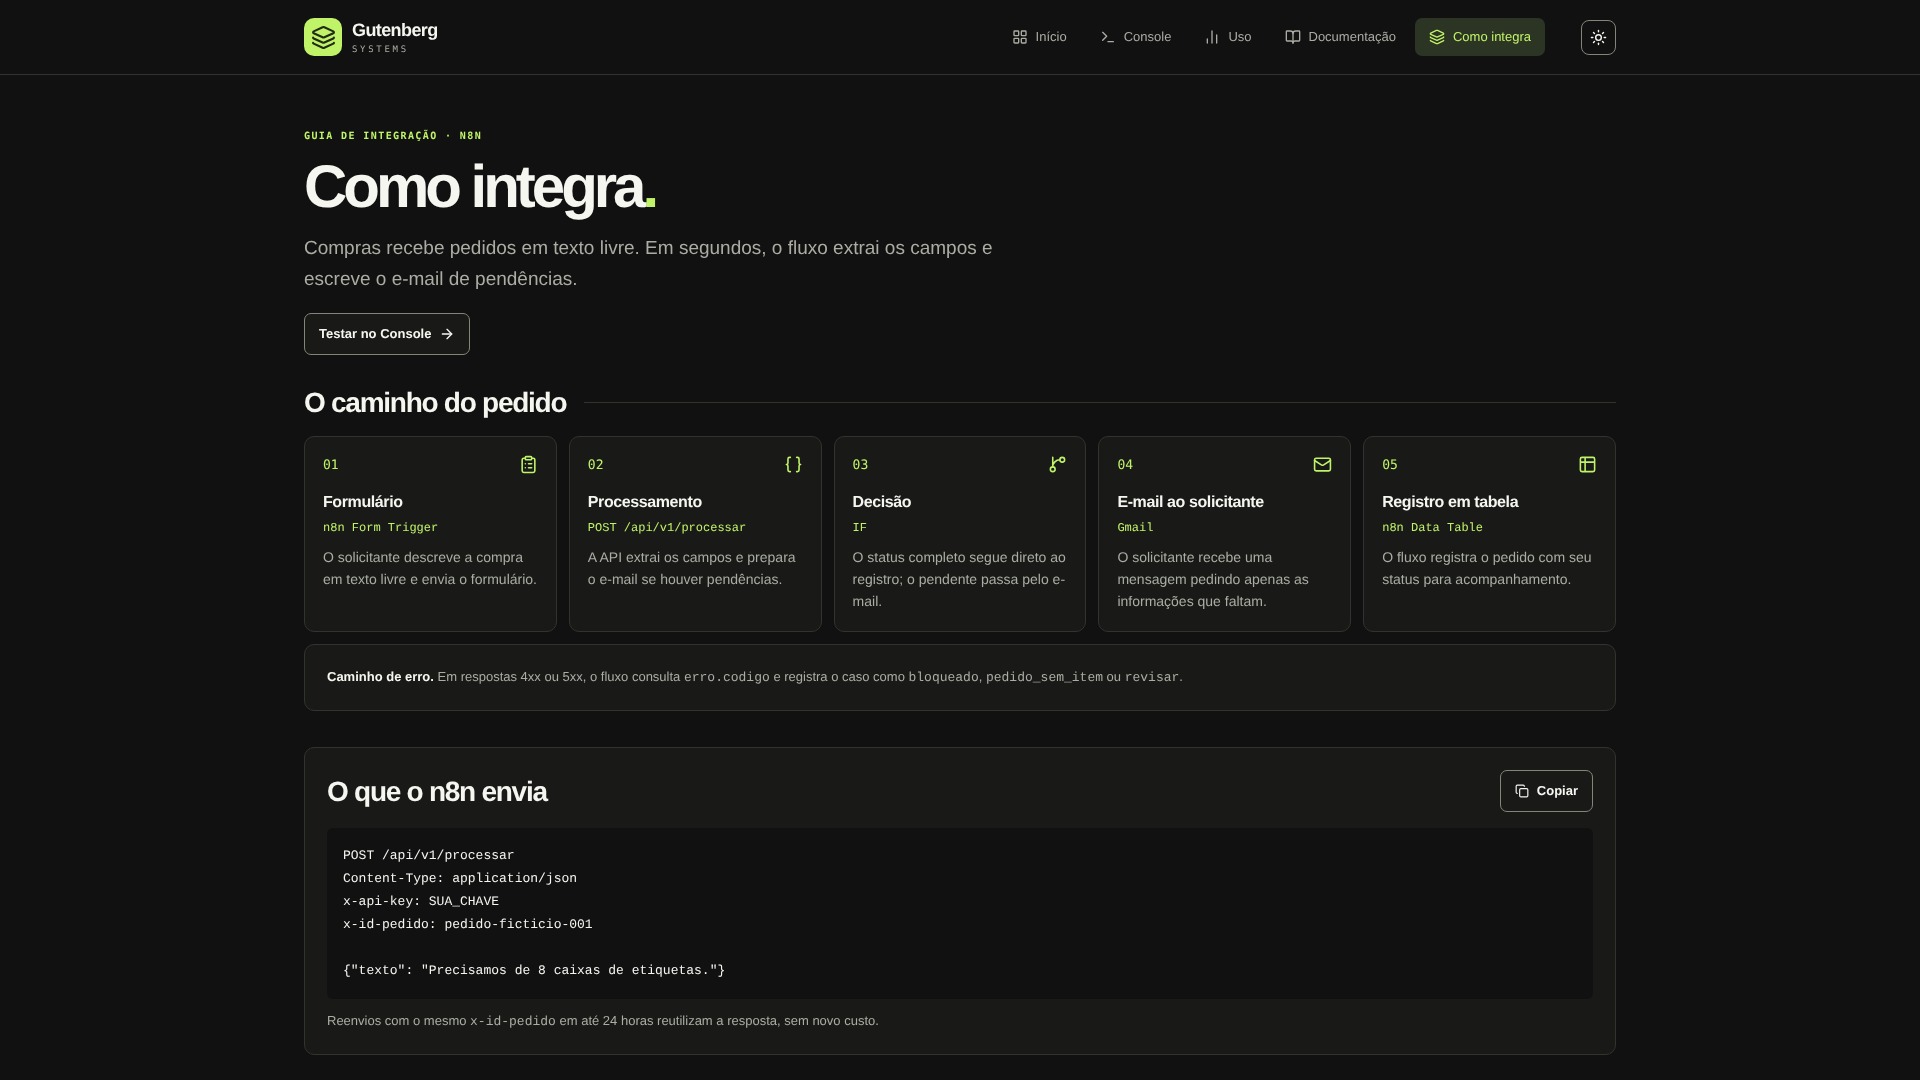 Gutenberg
SYSTEMS
Início
Console
Uso
Documentação
Como integra
GUIA DE INTEGRAÇÃO · N8N
Como integra.
Compras recebe pedidos em texto livre. Em segundos, o fluxo extrai os campos e
escreve o e-mail de pendências.
Testar no Console
O caminho do pedido
01
Formulário
n8n Form Trigger
O solicitante descreve a compra
em texto livre e envia o formulário.
02
Processamento
POST /api/v1/processar
A API extrai os campos e prepara
o e-mail se houver pendências.
03
Decisão
IF
O status completo segue direto ao
registro; o pendente passa pelo e-
mail.
04
E-mail ao solicitante
Gmail
O solicitante recebe uma
mensagem pedindo apenas as
informações que faltam.
05
Registro em tabela
n8n Data Table
O fluxo registra o pedido com seu
status para acompanhamento.
Caminho de erro. Em respostas 4xx ou 5xx, o fluxo consulta erro.codigo e registra o caso como bloqueado, pedido_sem_item ou revisar.
O que o n8n envia
Copiar
POST /api/v1/processar
Content-Type: application/json
x-api-key: SUA_CHAVE
x-id-pedido: pedido-ficticio-001
{"texto": "Precisamos de 8 caixas de etiquetas."}
Reenvios com o mesmo x-id-pedido em até 24 horas reutilizam a resposta, sem novo custo.